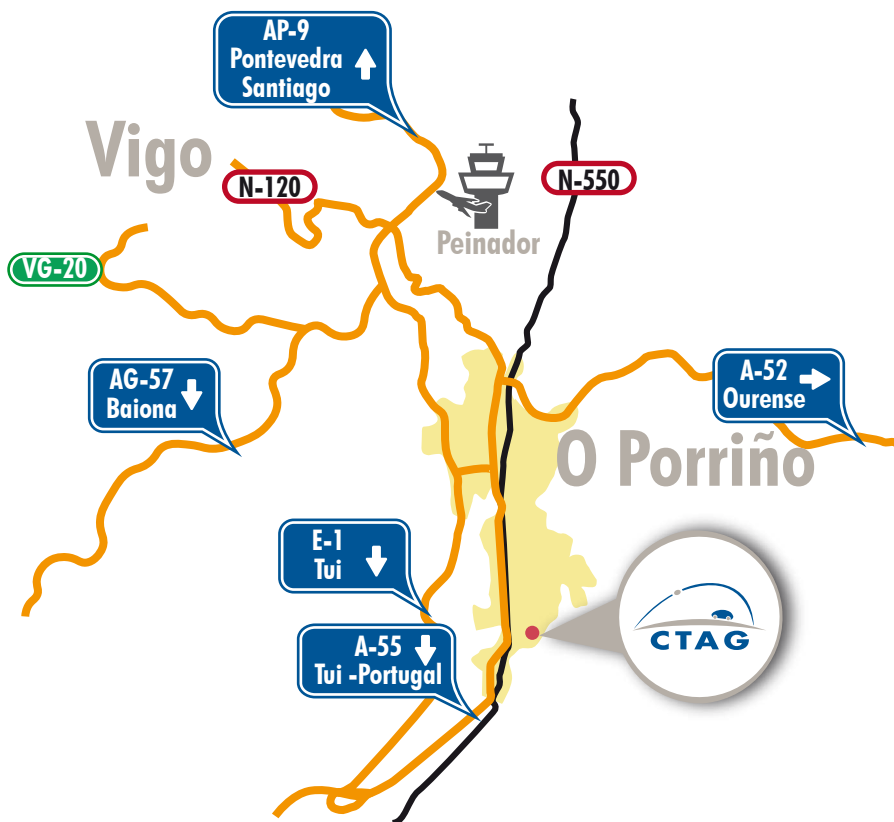 AP-9
Pontevedra
Santiago
Vigo
N-120
N-550
Peinador
VG-20
AG-57
Baiona
A-52
Ourense
O Porriño
E-1
Tui
A-55
Tui -Portugal
CTAG